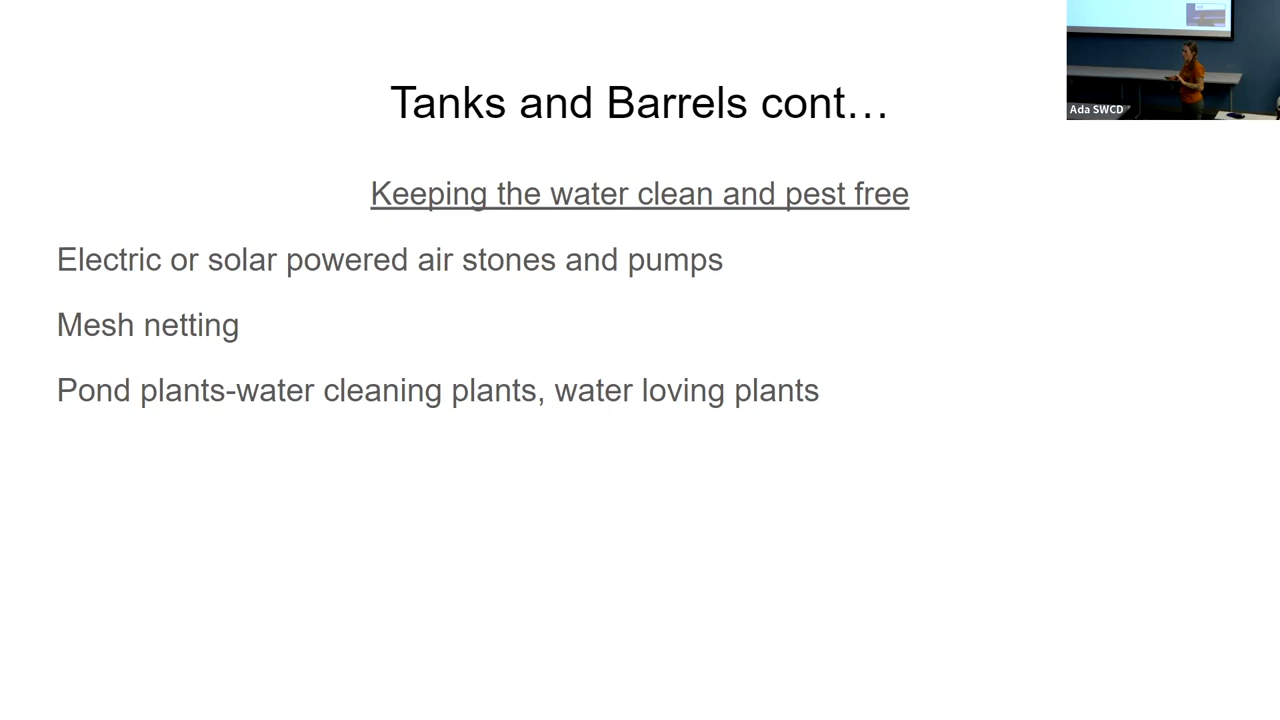 Tanks and Barrels cont…
Ada SWCD
Keeping the water clean and pest free
Electric or solar powered air stones and pumps
Mesh netting
Pond plants-water cleaning plants, water loving plants